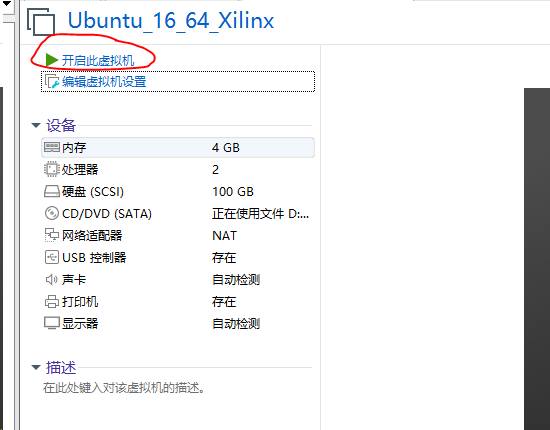 Ubuntu_16_64_Xilinx
开启此虚拟机
编辑虚拟机设置
设备
内存 4 GB
处理器 2
硬盘 (SCSI) 100 GB
CD/DVD (SATA) 正在使用文件 D:...
网络适配器 NAT
USB 控制器 存在
声卡 自动检测
打印机 存在
显示器 自动检测
描述
在此处键入对该虚拟机的描述。